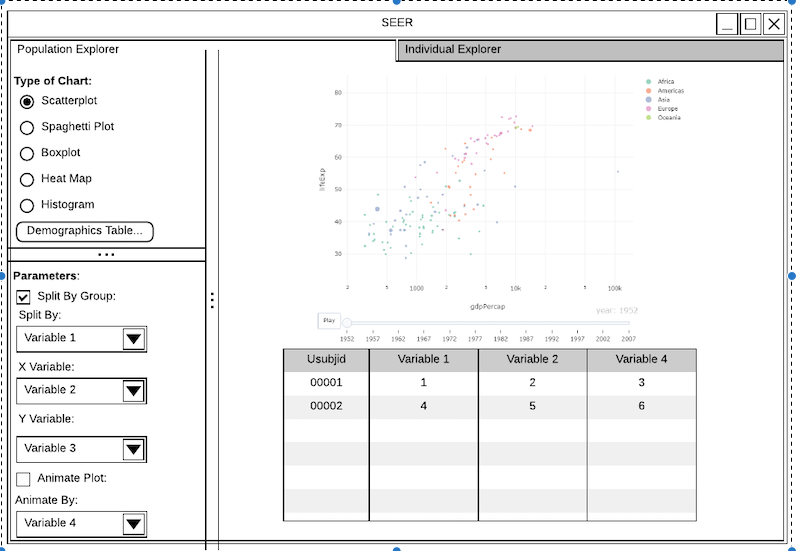 SEER
Population Explorer
Individual Explorer
Type of Chart:
Scatterplot
Spaghetti Plot
Boxplot
Heat Map
Histogram
Demographics Table...
Parameters:
Split By Group:
Split By:
Variable 1
X Variable:
Variable 2
Y Variable:
Variable 3
Animate Plot:
Animate By:
Variable 4
Africa
Americas
Asia
Europe
Oceania
lifeExp
80
70
60
50
40
30
2 5 1000 2 5 10k 2 5 100k
gdpPercap
year: 1952
Play
1952 1957 1962 1967 1972 1977 1982 1987 1992 1997 2002 2007
Usubjid Variable 1 Variable 2 Variable 4
00001 1 2 3
00002 4 5 6